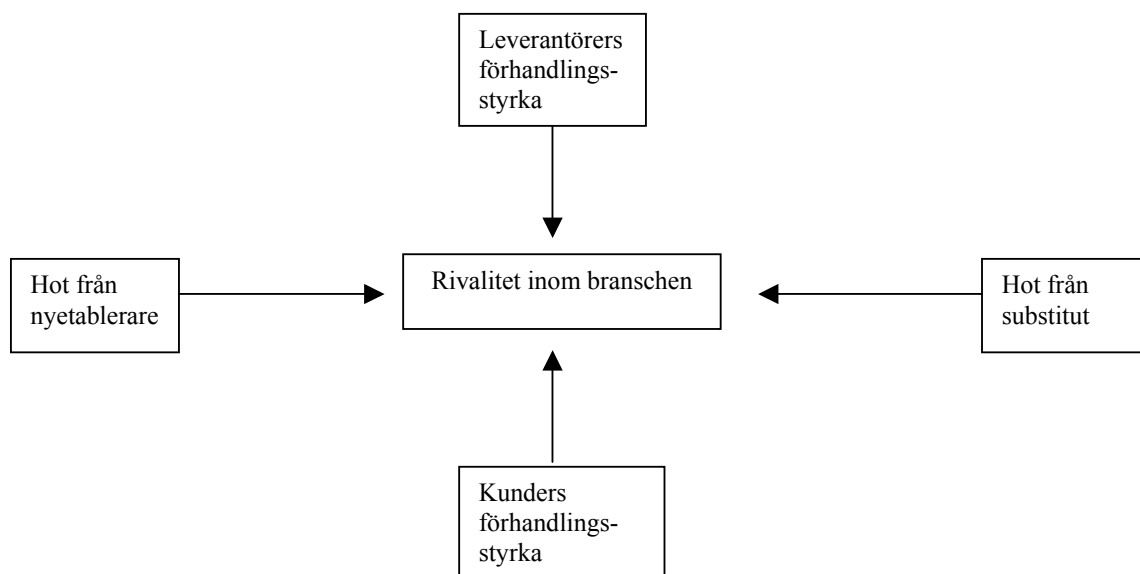 Leverantörers
förhandlings-
styrka
Rivalitet inom branschen
Hot från
nyetablerare
Hot från
substitut
Kunders
förhandlings-
styrka